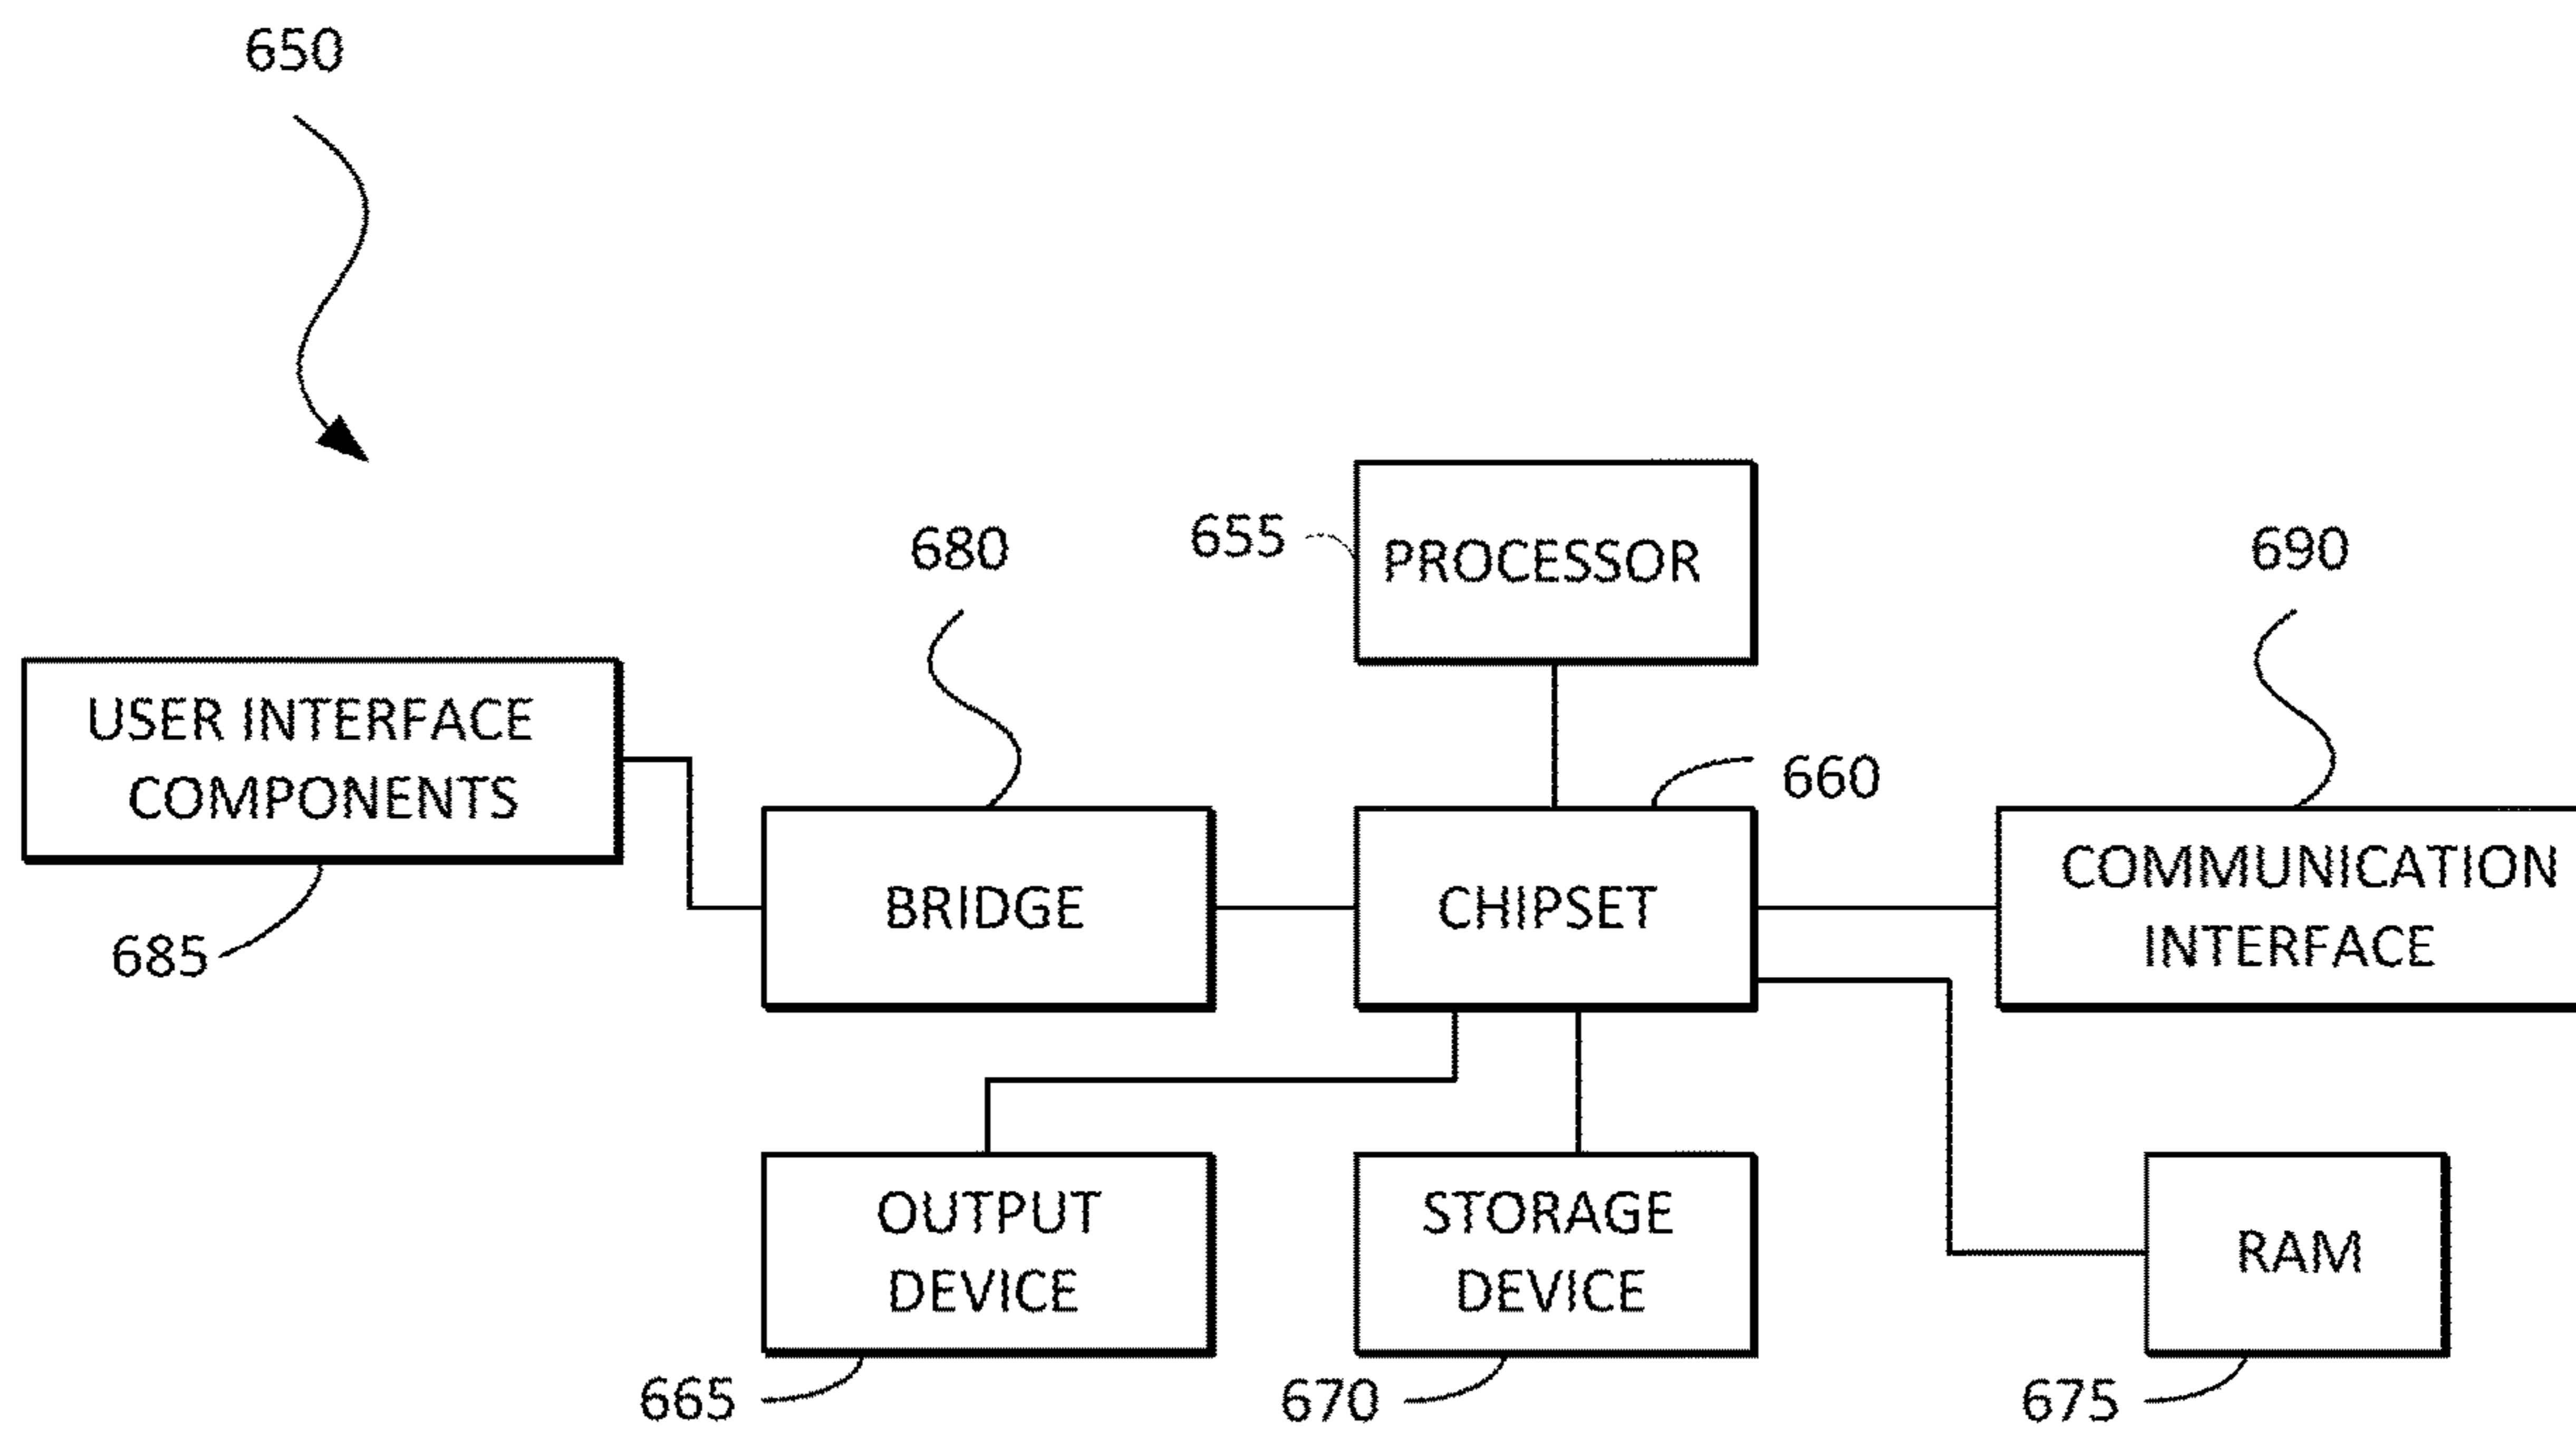 650
680
655
PROCESSOR
690
USER INTERFACE
COMPONENTS
660
685
BRIDGE
CHIPSET
COMMUNICATION
INTERFACE
OUTPUT
DEVICE
STORAGE
DEVICE
RAM
665
670
675